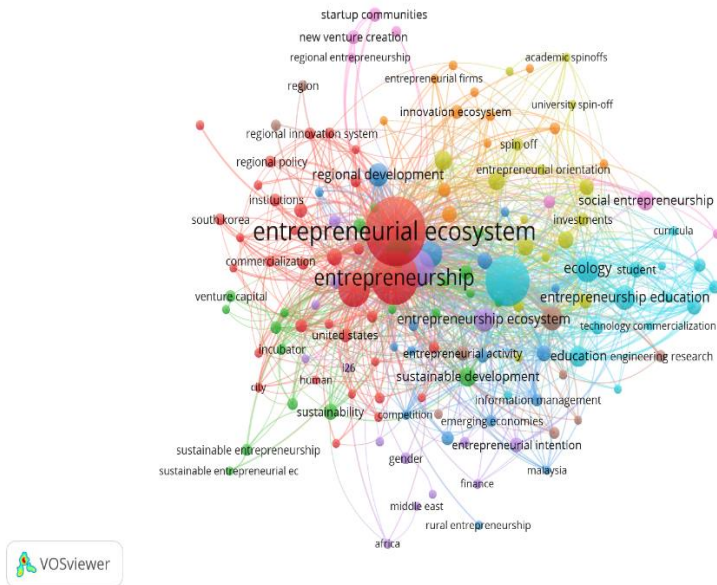 startup communities
new venture creation
regional entrepreneurship
academic spinoffs
entrepreneurial firms
region
innovation ecosystem
university spin-off
regional innovation system
spin off
regional policy
regional development
entrepreneurial orientation
institutions
social entrepreneurship
south korea
investments
entrepreneurial ecosystem
curricula
commercialization
ecology
student
entrepreneurship
venture capital
entrepreneurship education
entrepreneurship ecosystem
technology commercialization
united states
incubator
entrepreneurial activity
education
engineering research
l26
human
sustainable development
city
information management
sustainability
competition
emerging economies
entrepreneurial intention
sustainable entrepreneurship
gender
sustainable entrepreneurial ec
malaysia
finance
middle east
rural entrepreneurship
africa
VOSviewer